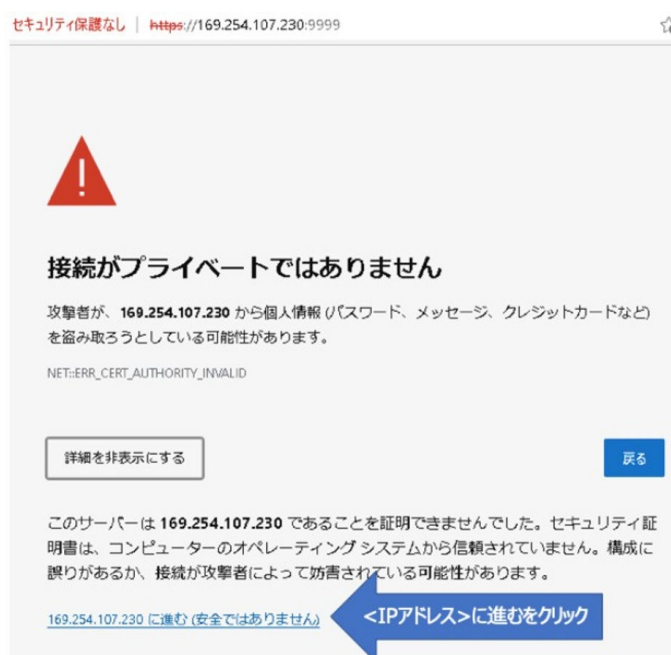 セキュリティ保護なし | https://169.254.107.230:9999
接続がプライベートではありません
攻撃者が、169.254.107.230 から個人情報 (パスワード、メッセージ、クレジットカードなど)
を盗み取ろうとしている可能性があります。
NET::ERR_CERT_AUTHORITY_INVALID
詳細を非表示にする
戻る
このサーバーは 169.254.107.230 であることを証明できませんでした。セキュリティ証
明書は、コンピューターのオペレーティング システムから信頼されていません。構成に
誤りがあるか、接続が攻撃者によって妨害されている可能性があります。
169.254.107.230 に進む (安全ではありません)
<IPアドレス>に進むをクリック